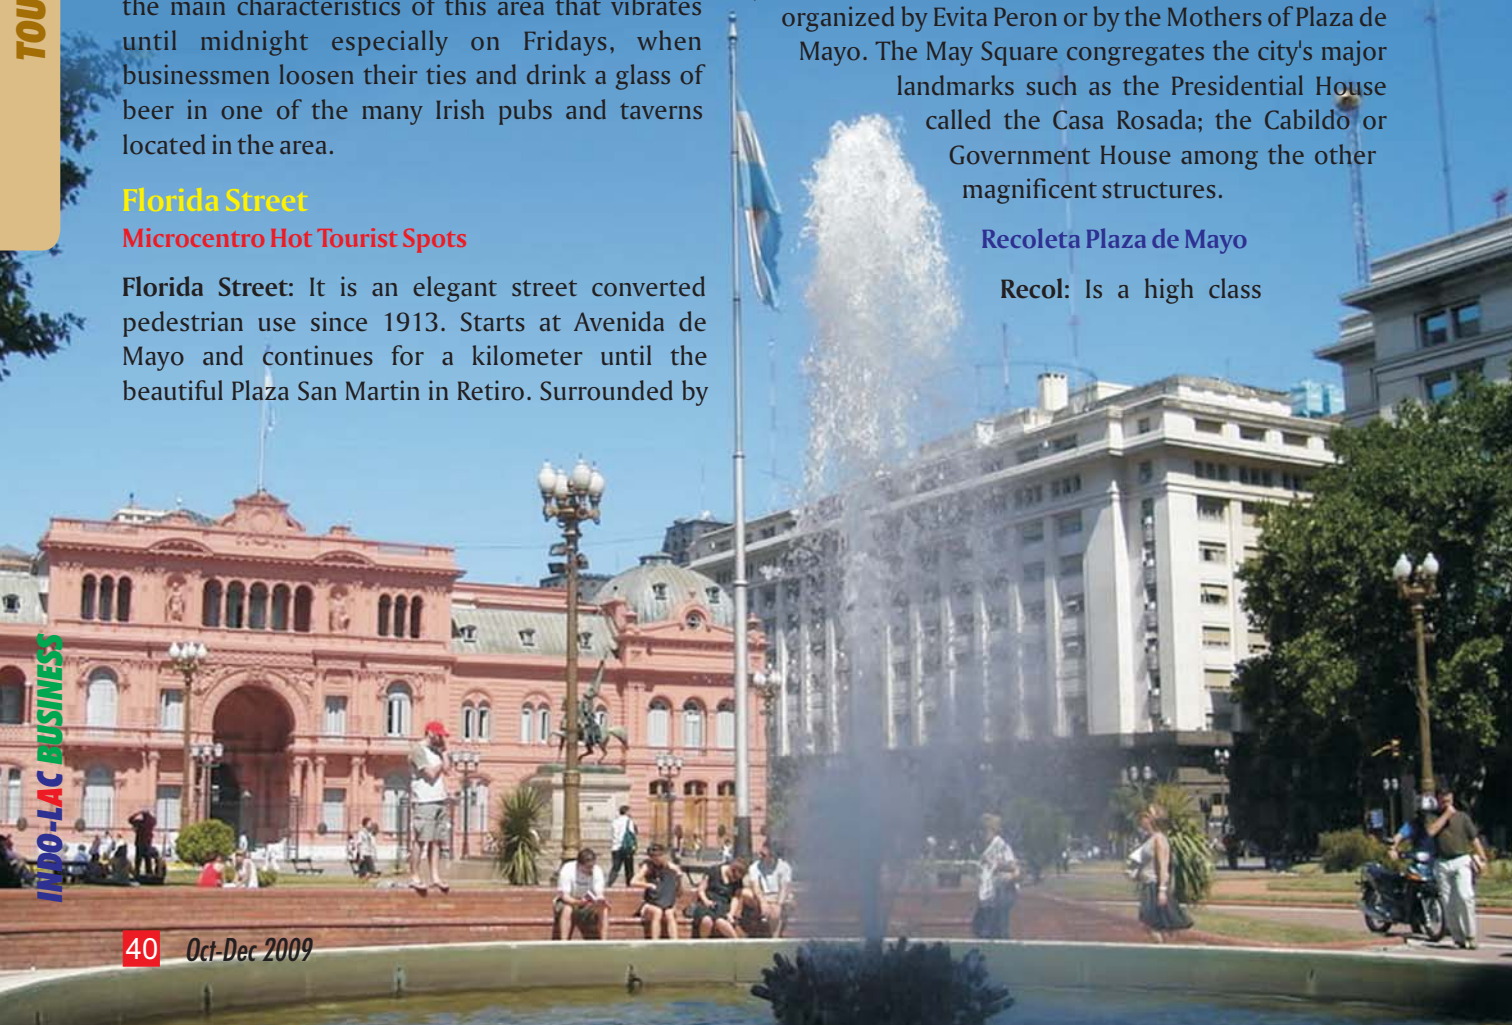 TOU
the main characteristics of this area that vibrates
until midnight especially on Fridays, when
businessmen loosen their ties and drink a glass of
beer in one of the many Irish pubs and taverns
located in the area.
Florida Street
Microcentro Hot Tourist Spots
Florida Street: It is an elegant street converted
pedestrian use since 1913. Starts at Avenida de
Mayo and continues for a kilometer until the
beautiful Plaza San Martin in Retiro. Surrounded by
organized by Evita Peron or by the Mothers of Plaza de
Mayo. The May Square congregates the city's major
landmarks such as the Presidential House
called the Casa Rosada; the Cabildo or
Government House among the other
magnificent structures.
Recoleta Plaza de Mayo
Recol: Is a high class
INDO-LAC BUSINESS
40 Oct-Dec 2009